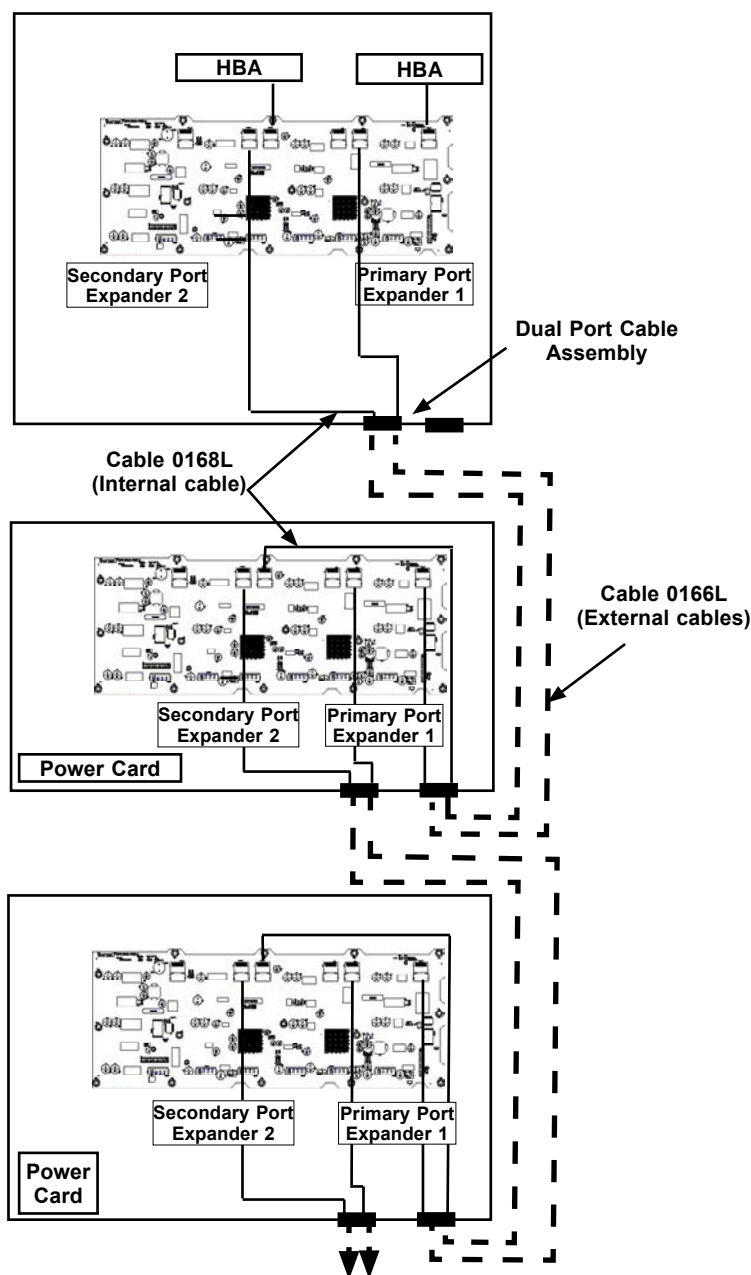 HBA
HBA
Secondary Port
Expander 2
Primary Port
Expander 1
Dual Port Cable
Assembly
Cable 0168L
(Internal cable)
Cable 0166L
(External cables)
Secondary Port
Expander 2
Primary Port
Expander 1
Power Card
Secondary Port
Expander 2
Primary Port
Expander 1
Power
Card